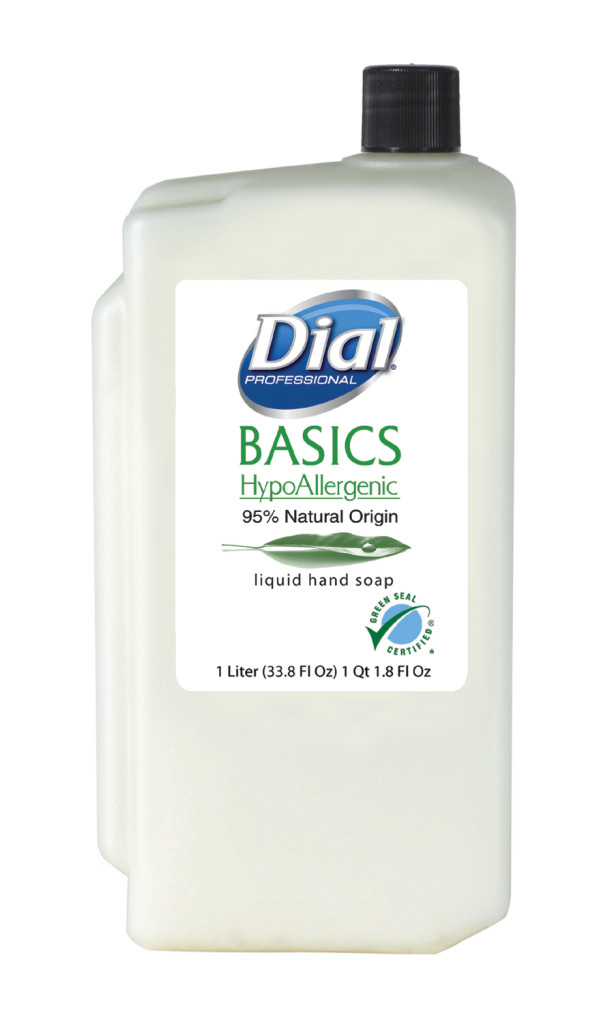 Dial®
PROFESSIONAL
BASICS
HypoAllergenic
95% Natural Origin
liquid hand soap
GREEN SEAL
CERTIFIED®*
1 Liter (33.8 Fl Oz) 1 Qt 1.8 Fl Oz